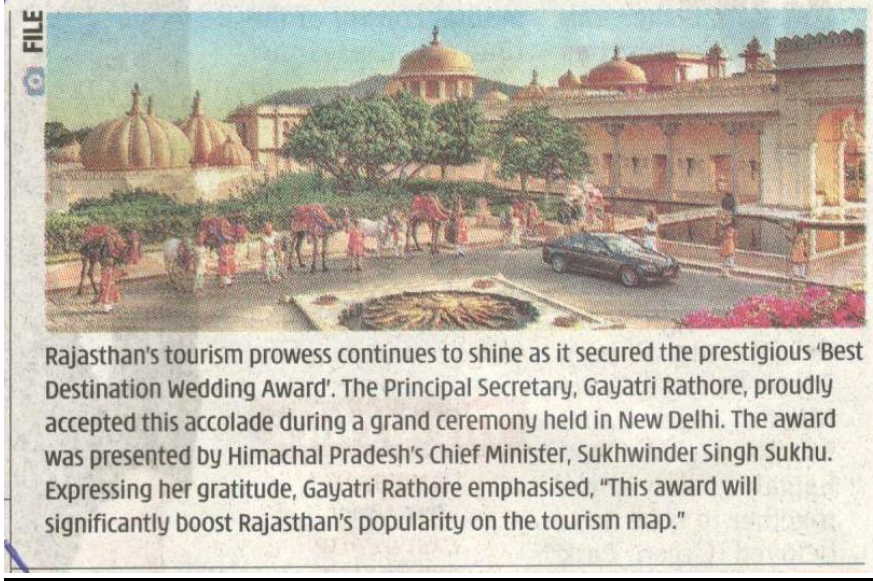 FILE
Rajasthan's tourism prowess continues to shine as it secured the prestigious 'Best
Destination Wedding Award'. The Principal Secretary, Gayatri Rathore, proudly
accepted this accolade during a grand ceremony held in New Delhi. The award
was presented by Himachal Pradesh's Chief Minister, Sukhwinder Singh Sukhu.
Expressing her gratitude, Gayatri Rathore emphasised, "This award will
significantly boost Rajasthan's popularity on the tourism map."